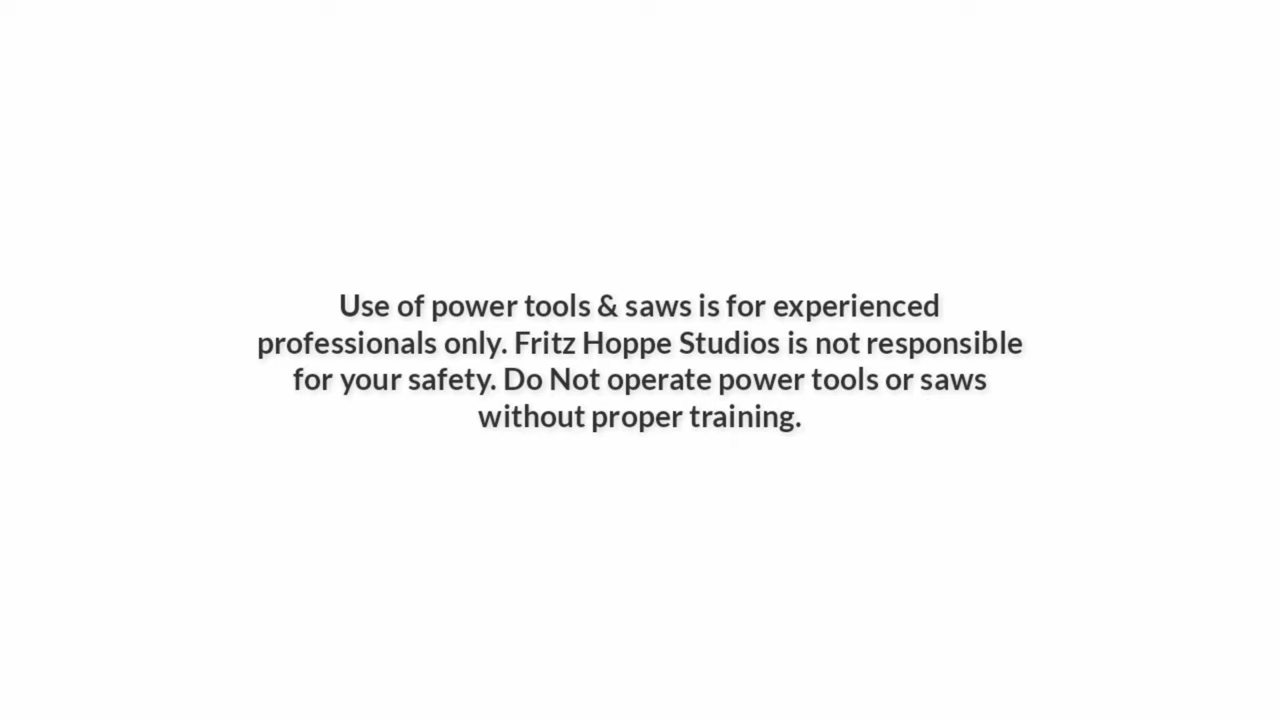 Use of power tools & saws is for experienced
professionals only. Fritz Hoppe Studios is not responsible
for your safety. Do Not operate power tools or saws
without proper training.